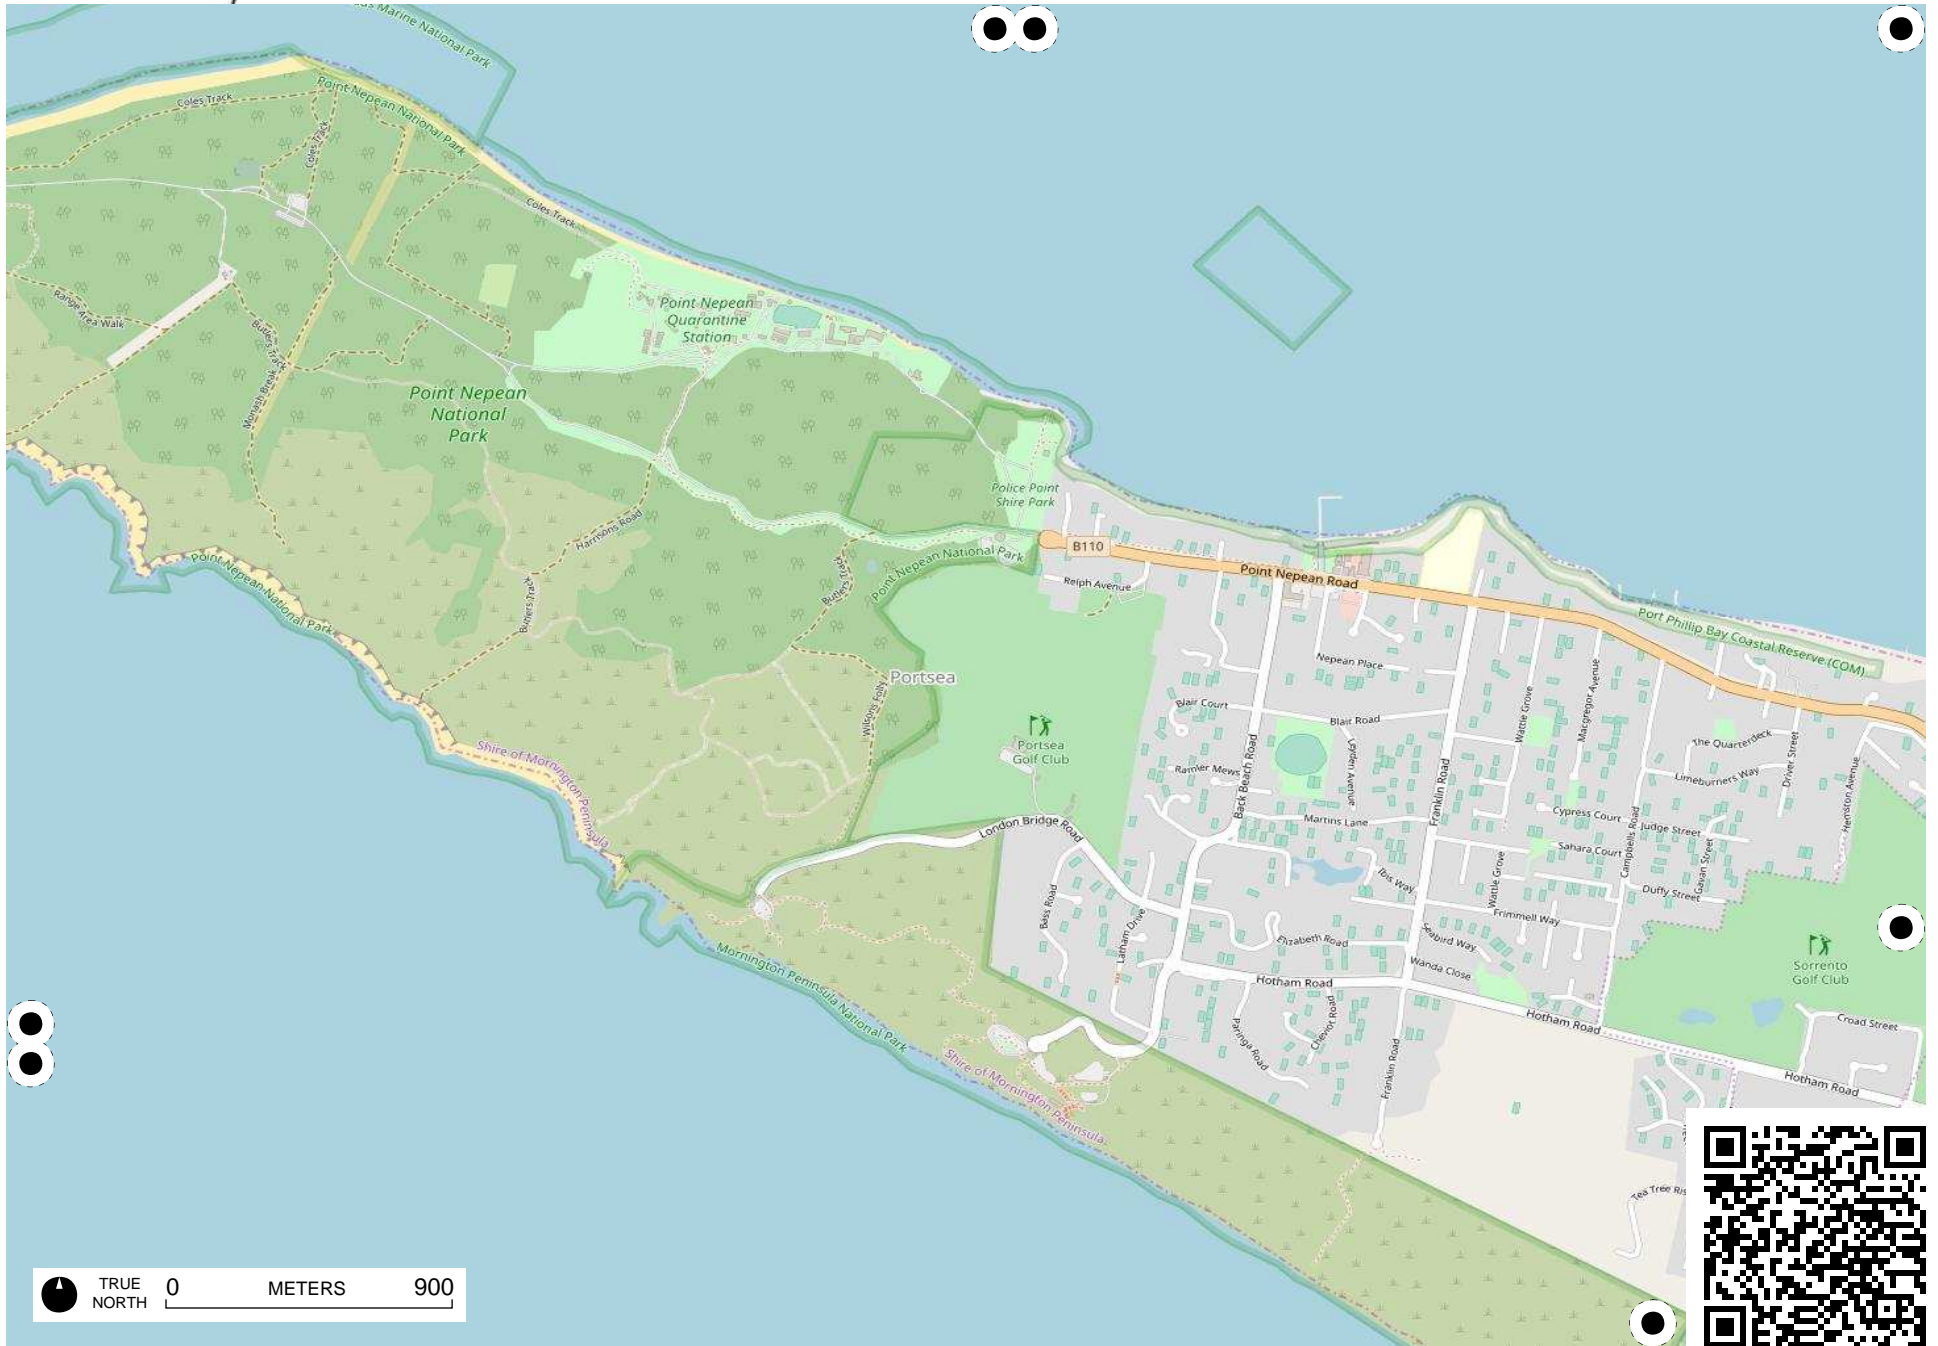 Marine National Park
Point Nepean National Park
Coles Track
Coles Track
Coles Track
Range Area Walk
Butlers Track
Monash Break
Point Nepean
Quarantine
Station
Point Nepean
National
Park
Police Point
Shire Park
B110
Point Nepean Road
Point Nepean National Park
Relph Avenue
Harrisons Road
Butlers Track
Butlers Track
Point Nepean National Park
Port Phillip Bay Coastal Reserve (COM)
Portsea
Wilsons Folly
Nepean Place
Blair Court
Blair Road
Wattle Grove
Macgregor Avenue
The Quarterdeck
Limeburners Way
Driver Street
Portsea
Golf Club
Ramler Mews
Back Beach Road
Leyden Avenue
Franklin Road
Shire of Mornington Peninsula
London Bridge Road
Martins Lane
Cypress Court
Judge Street
Sahara Court
Campbells Road
Gavan Street
Duffy Street
Wattle Grove
Ibis Way
Frimmell Way
Bass Road
Latham Drive
Elizabeth Road
Seabird Way
Wanda Close
Hotham Road
Hotham Road
Sorrento
Golf Club
Croad Street
Hotham Road
Mornington Peninsula National Park
Shire of Mornington Peninsula
Paringa Road
Cheviot Road
Franklin Road
Tea Tree Ris
TRUE
NORTH
0 METERS 900